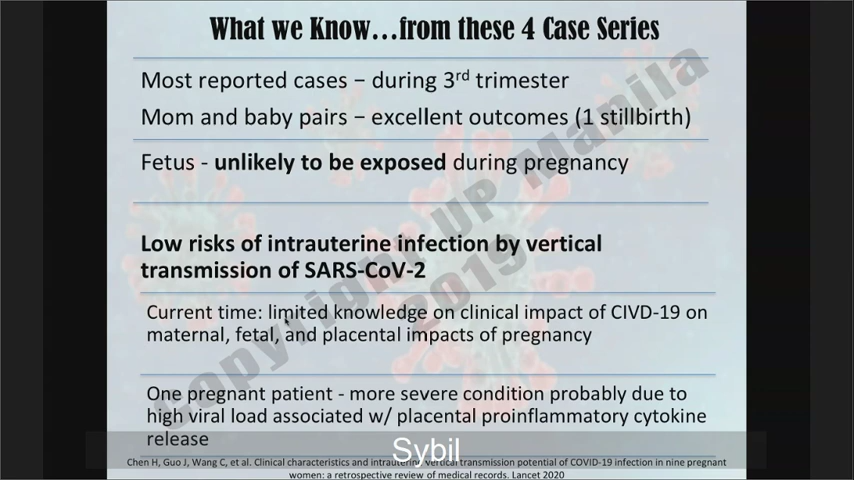 What we Know...from these 4 Case Series
Most reported cases – during 3rd trimester
Mom and baby pairs – excellent outcomes (1 stillbirth)
Fetus - unlikely to be exposed during pregnancy
Low risks of intrauterine infection by vertical
transmission of SARS-CoV-2
Current time: limited knowledge on clinical impact of CIVD-19 on
maternal, fetal, and placental impacts of pregnancy
One pregnant patient - more severe condition probably due to
high viral load associated w/ placental proinflammatory cytokine
release
Sybil
Chen H, Guo J, Wang C, et al. Clinical characteristics and intrauterine vertical transmission potential of COVID-19 infection in nine pregnant
women: a retrospective review of medical records. Lancet 2020
Copyright UP Manila
2019